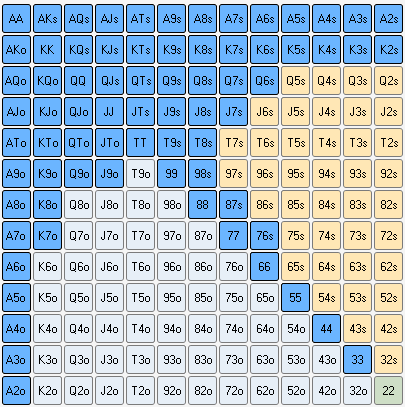 AA AKs AQs AJs ATs A9s A8s A7s A6s A5s A4s A3s A2s
AKo KK KQs KJs KTs K9s K8s K7s K6s K5s K4s K3s K2s
AQo KQo QQ QJs QTs Q9s Q8s Q7s Q6s Q5s Q4s Q3s Q2s
AJo KJo QJo JJ JTs J9s J8s J7s J6s J5s J4s J3s J2s
ATo KTo QTo JTo TT T9s T8s T7s T6s T5s T4s T3s T2s
A9o K9o Q9o J9o T9o 99 98s 97s 96s 95s 94s 93s 92s
A8o K8o Q8o J8o T8o 98o 88 87s 86s 85s 84s 83s 82s
A7o K7o Q7o J7o T7o 97o 87o 77 76s 75s 74s 73s 72s
A6o K6o Q6o J6o T6o 96o 86o 76o 66 65s 64s 63s 62s
A5o K5o Q5o J5o T5o 95o 85o 75o 65o 55 54s 53s 52s
A4o K4o Q4o J4o T4o 94o 84o 74o 64o 54o 44 43s 42s
A3o K3o Q3o J3o T3o 93o 83o 73o 63o 53o 43o 33 32s
A2o K2o Q2o J2o T2o 92o 82o 72o 62o 52o 42o 32o 22